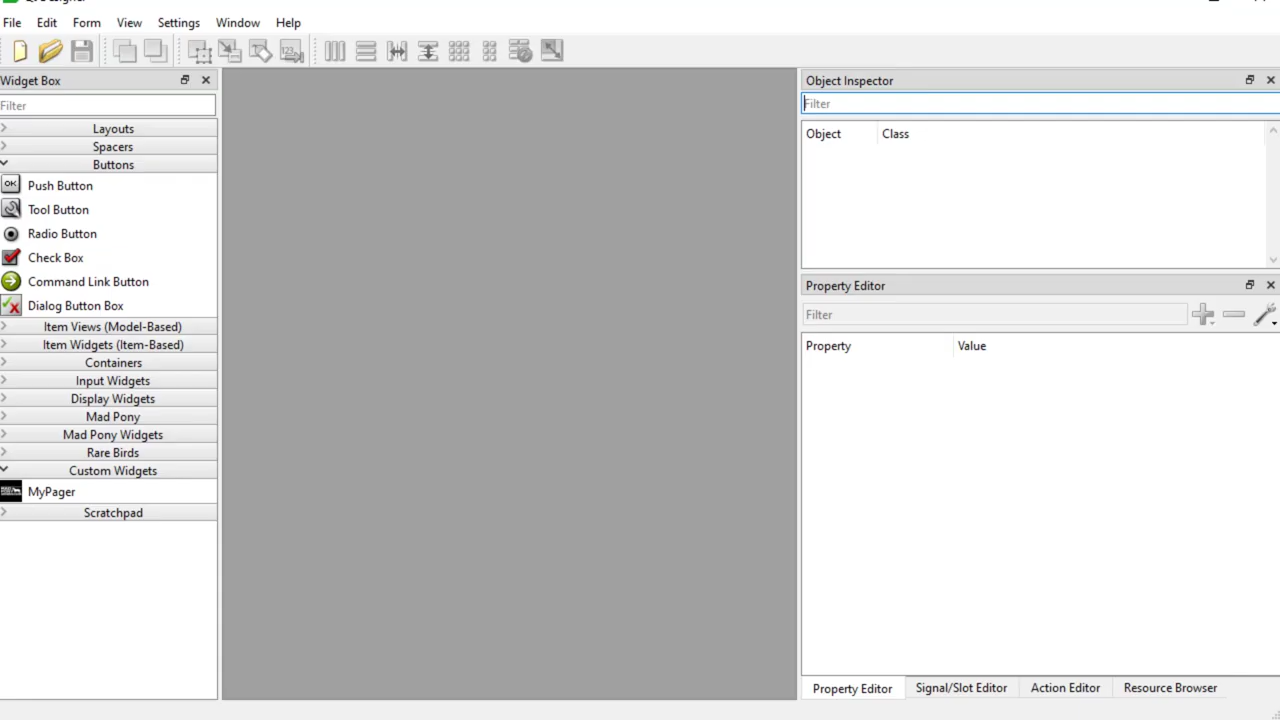 File Edit Form View Settings Window Help
Widget Box
Filter
Layouts
Spacers
Buttons
OK Push Button
Tool Button
Radio Button
Check Box
Command Link Button
Dialog Button Box
Item Views (Model-Based)
Item Widgets (Item-Based)
Containers
Input Widgets
Display Widgets
Mad Pony
Mad Pony Widgets
Rare Birds
Custom Widgets
MyPager
Scratchpad
Object Inspector
Filter
Object Class
Property Editor
Filter
Property Value
Property Editor Signal/Slot Editor Action Editor Resource Browser